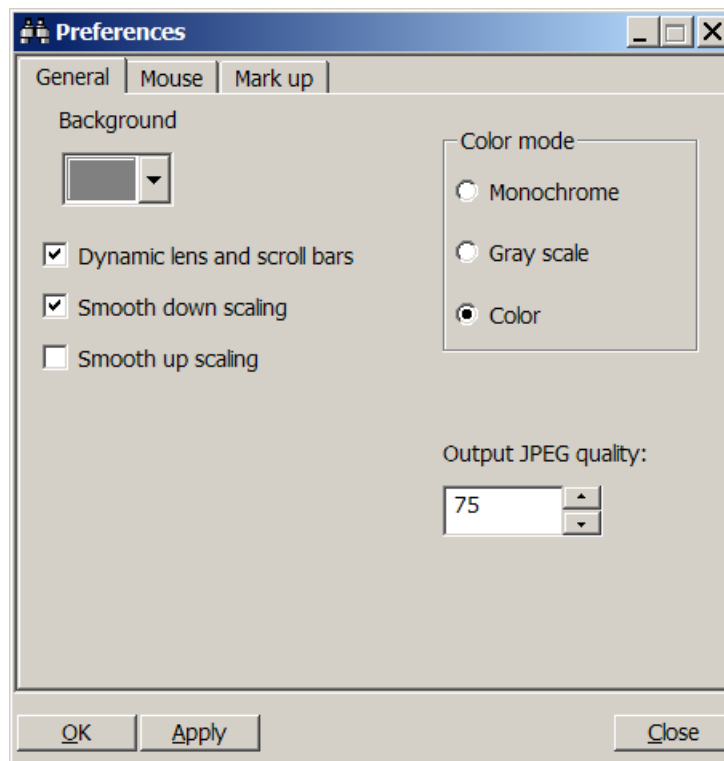 Preferences
General
Mouse
Mark up
Background
Dynamic lens and scroll bars
Smooth down scaling
Smooth up scaling
Color mode
Monochrome
Gray scale
Color
Output JPEG quality:
75
OK
Apply
Close